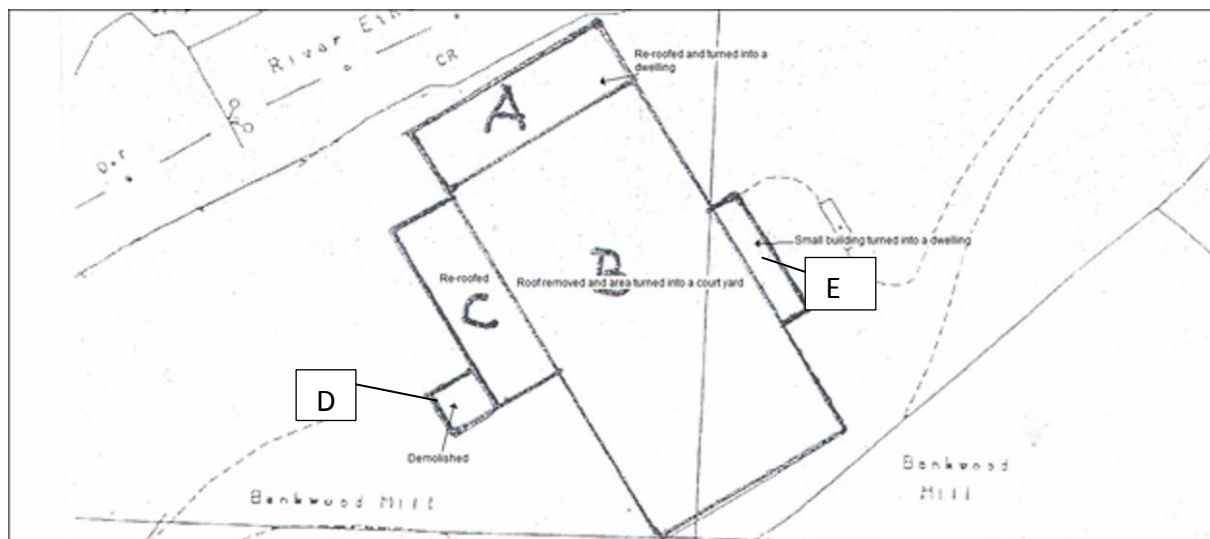 River
CR
Re-roofed and turned into a
dwelling
A
Small building turned into a dwelling
E
B
Re-roofed
Roof removed and area turned into a court yard
C
D
Demolished
Bankwood Mill
Bankwood
Mill